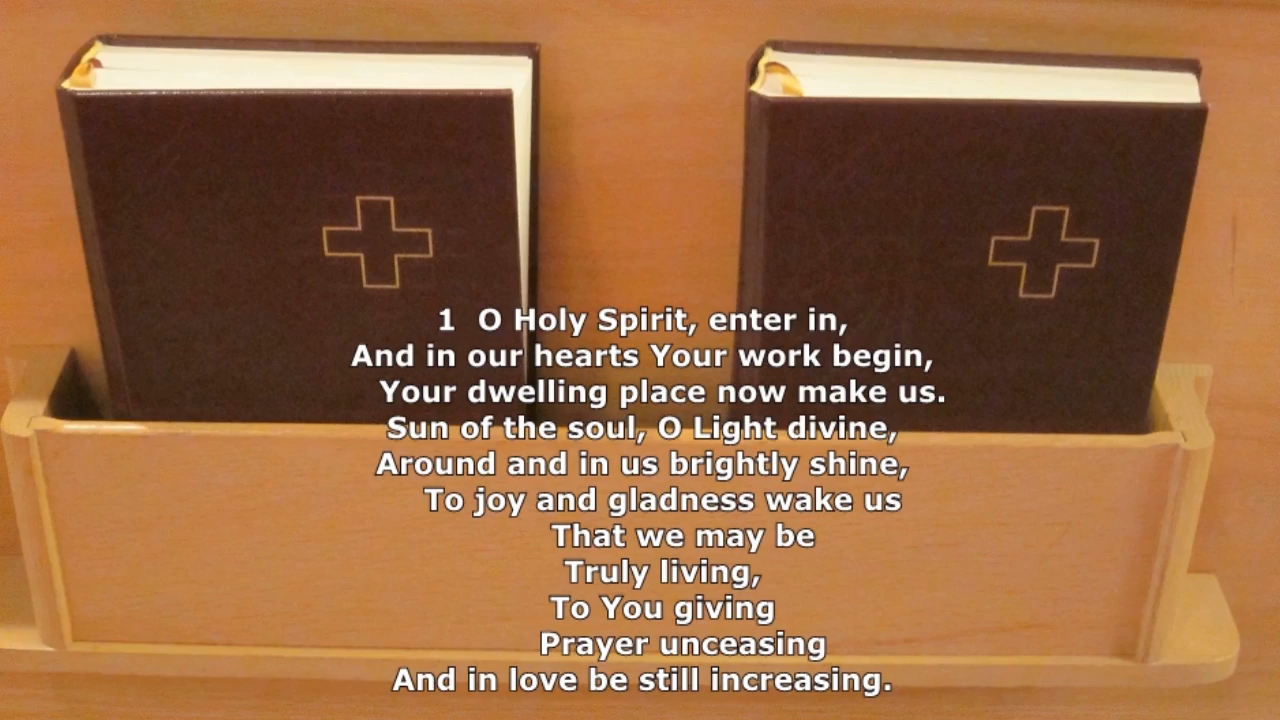 1 O Holy Spirit, enter in,
And in our hearts Your work begin,
Your dwelling place now make us.
Sun of the soul, O Light divine,
Around and in us brightly shine,
To joy and gladness wake us
That we may be
Truly living,
To You giving
Prayer unceasing
And in love be still increasing.